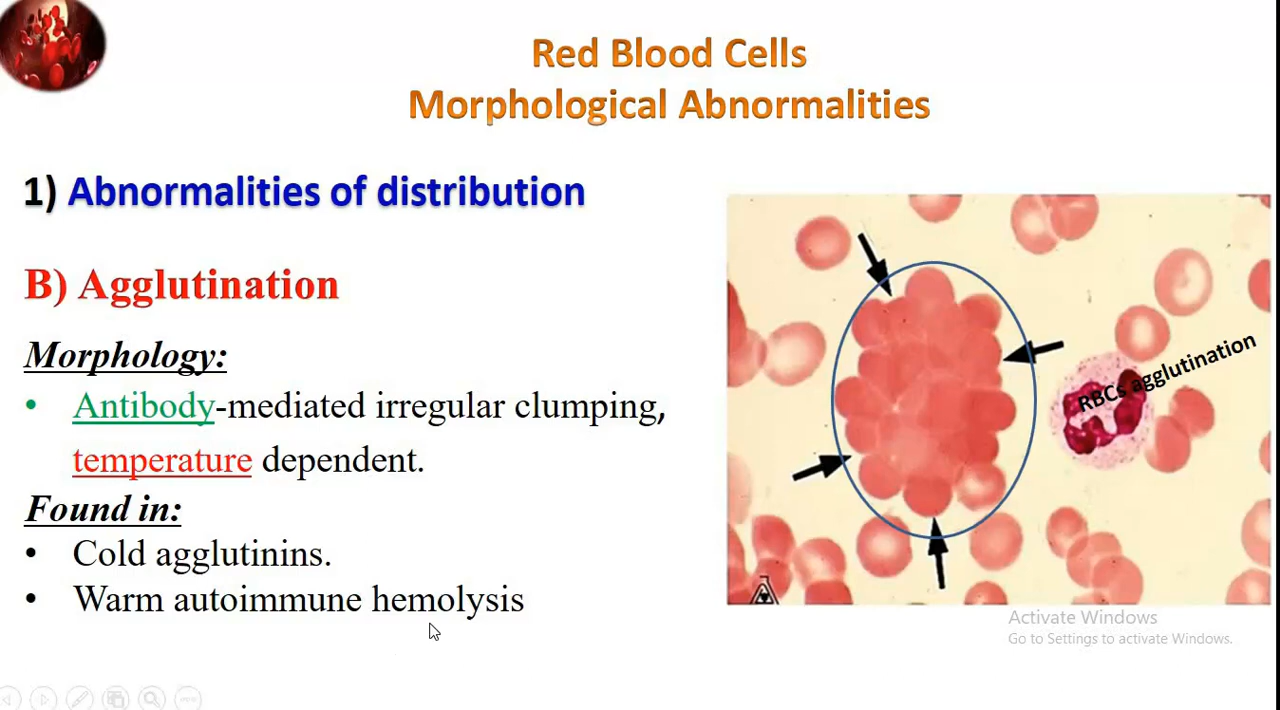 Red Blood Cells
Morphological Abnormalities
1) Abnormalities of distribution
B) Agglutination
Morphology:
• Antibody-mediated irregular clumping,
temperature dependent.
Found in:
• Cold agglutinins.
• Warm autoimmune hemolysis
RBCs agglutination
Activate Windows
Go to Settings to activate Windows.